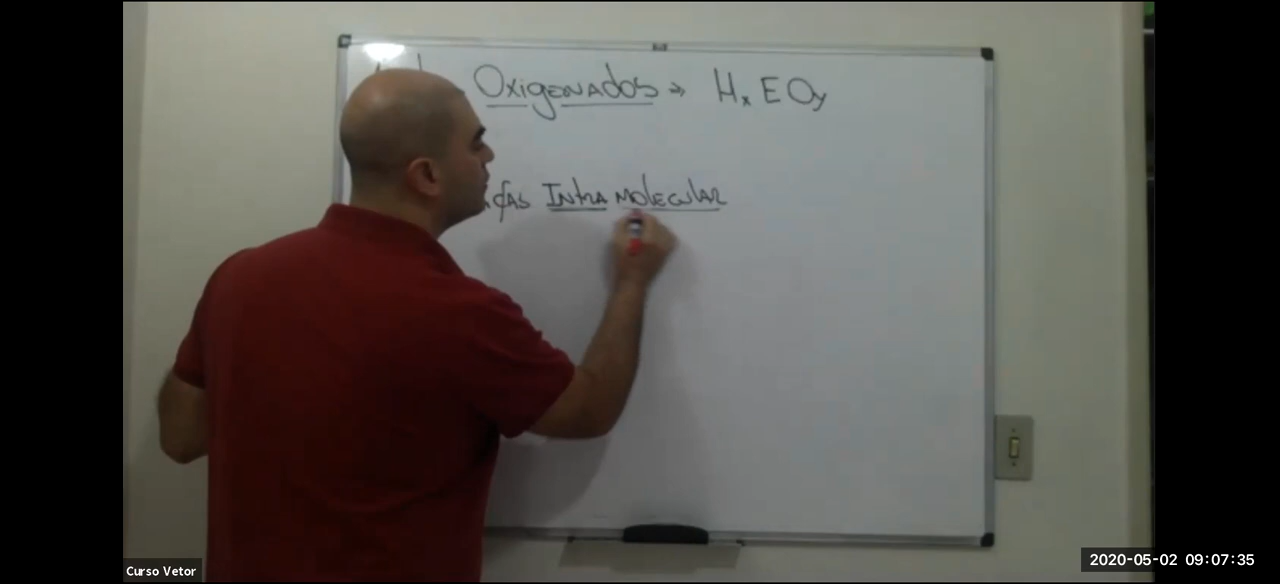 Oxigenados → HxEOy
Intra molecular
Curso Vetor
2020-05-02 09:07:35